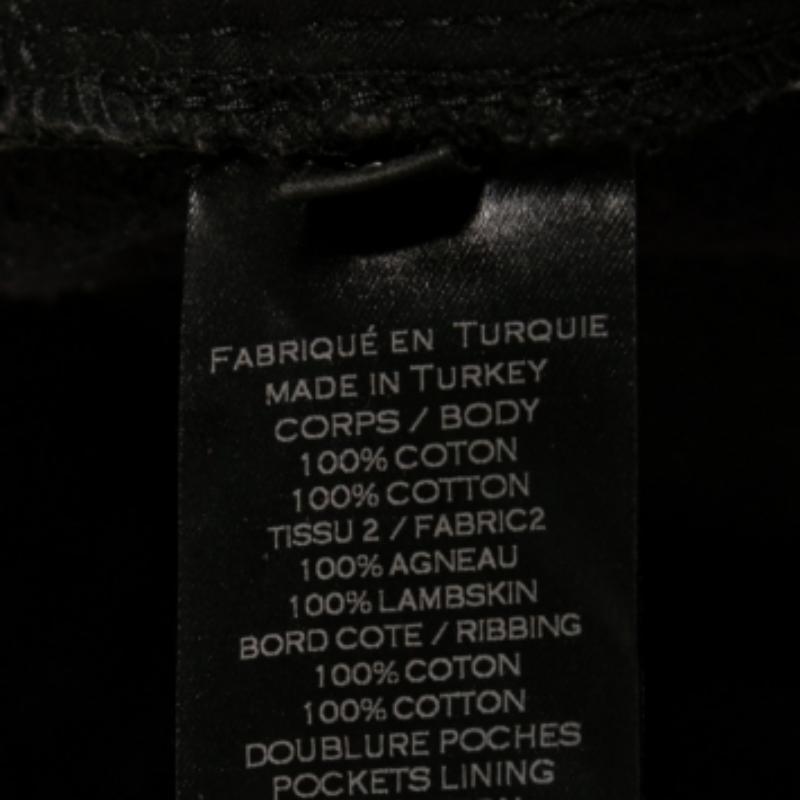 FABRIQUÉ EN TURQUIE
MADE IN TURKEY
CORPS / BODY
100% COTON
100% COTTON
TISSU 2 / FABRIC2
100% AGNEAU
100% LAMBSKIN
BORD COTE / RIBBING
100% COTON
100% COTTON
DOUBLURE POCHES
POCKETS LINING